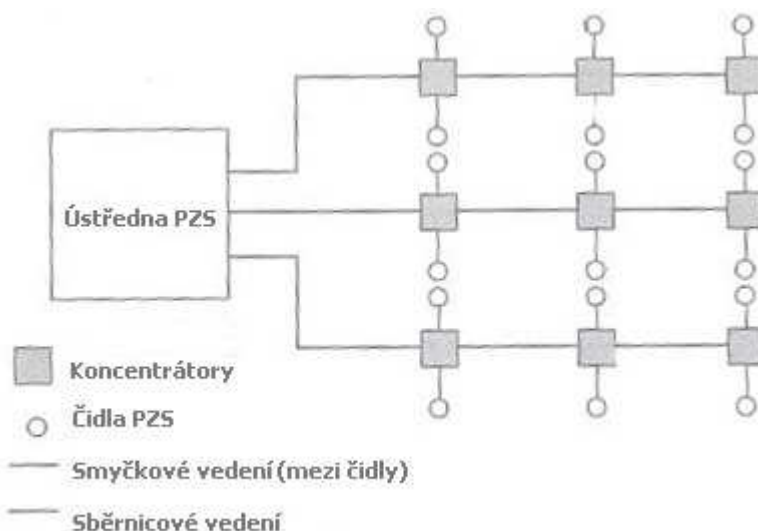 Ústředna PZS
Koncentrátory
Čidla PZS
Smyčkové vedení (mezi čidly)
Sběrnicové vedení